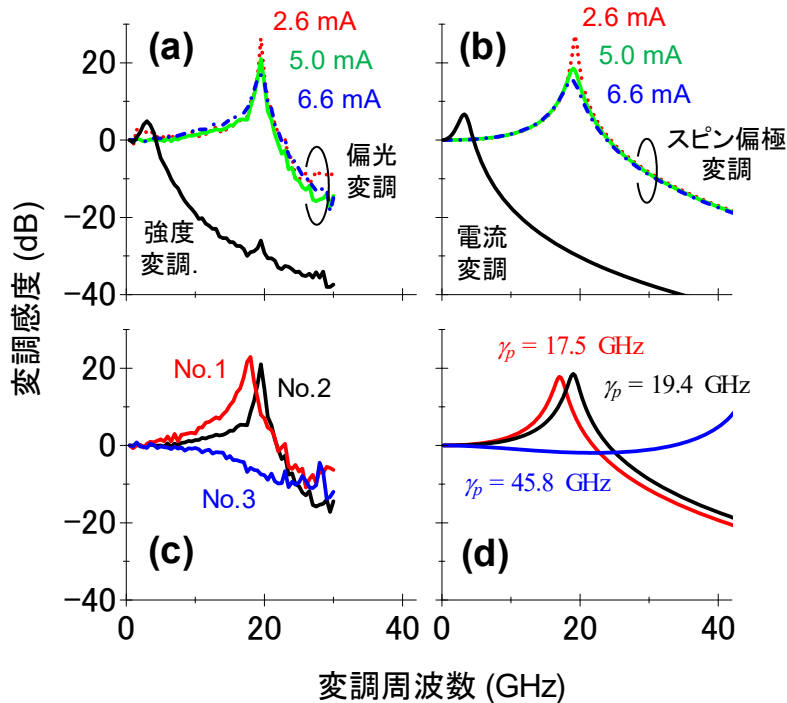 (a)
2.6 mA
5.0 mA
6.6 mA
偏光
変調
強度
変調.
20
0
−20
−40
(b)
2.6 mA
5.0 mA
6.6 mA
スピン偏極
変調
電流
変調
変調感度 (dB)
No.1
No.2
No.3
(c)
20
0
−20
−40
0
20
40
γp = 17.5 GHz
γp = 19.4 GHz
γp = 45.8 GHz
(d)
0
20
40
変調周波数 (GHz)